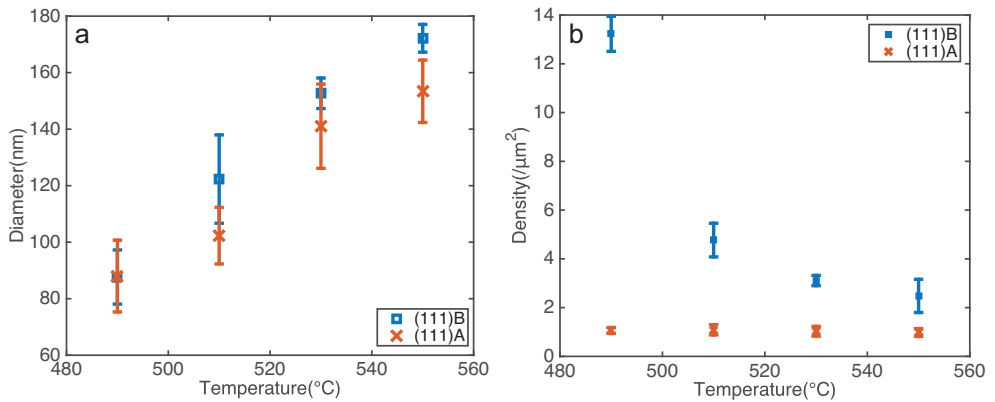 a
180
160
140
120
100
80
60
480
500
520
540
560
Diameter(nm)
Temperature(°C)
(111)B
(111)A
b
14
12
10
8
6
4
2
0
480
500
520
540
560
Density(/μm²)
Temperature(°C)
(111)B
(111)A